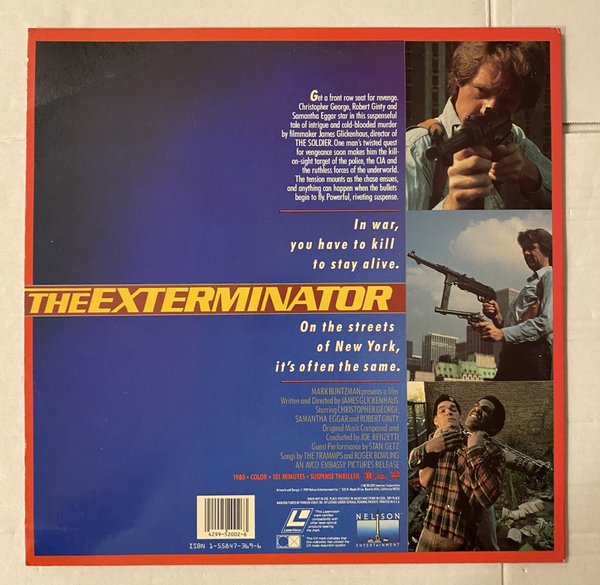 Get a front row seat for revenge.
Christopher George, Robert Ginty and
Samantha Eggar star in this suspenseful
tale of intrigue and cold-blooded murder
by filmmaker James Glickenhaus, director of
THE SOLDIER. One man's twisted quest
for vengeance soon makes him the kill-
on-sight target of the police, the CIA and
the ruthless forces of the underworld.
The tension mounts as the chase ensues,
and anything can happen when the bullets
begin to fly. Powerful, riveting suspense.
In war,
you have to kill
to stay alive.
THE EXTERMINATOR
On the streets
of New York,
it's often the same.
MARK BUNTZMAN presents a film
Written and Directed by JAMES GLICKENHAUS
Starring CHRISTOPHER GEORGE,
SAMANTHA EGGAR and ROBERT GINTY
Original Music Composed and
Conducted by JOE RENZETTI
Guest Performance by STAN GETZ
Songs by THE TRAMMPS and ROGER BOWLING
AN AVCO EMBASSY PICTURES RELEASE
1980 • COLOR • 101 MINUTES • SUSPENSE THRILLER R
4299-52002-6
ISBN 1-55847-369-6
LASERVISION
NELSON
ENTERTAINMENT